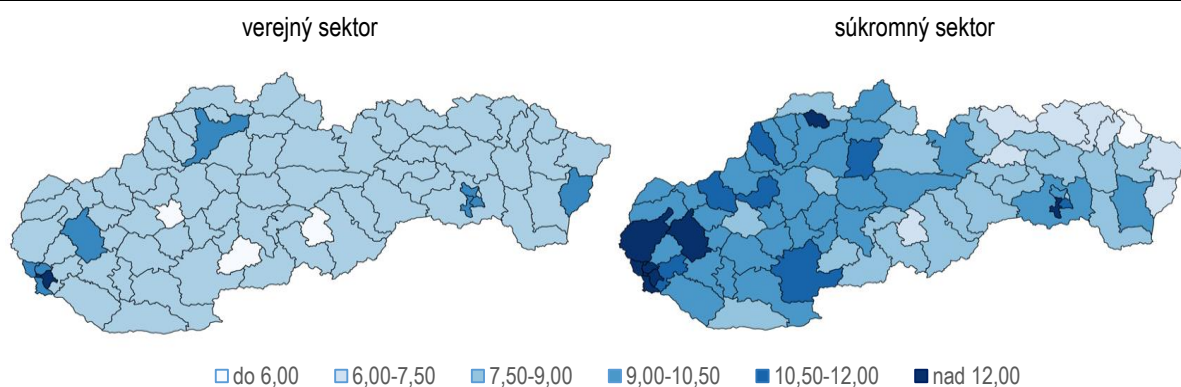 verejný sektor
súkromný sektor
do 6,00 6,00-7,50 7,50-9,00 9,00-10,50 10,50-12,00 nad 12,00